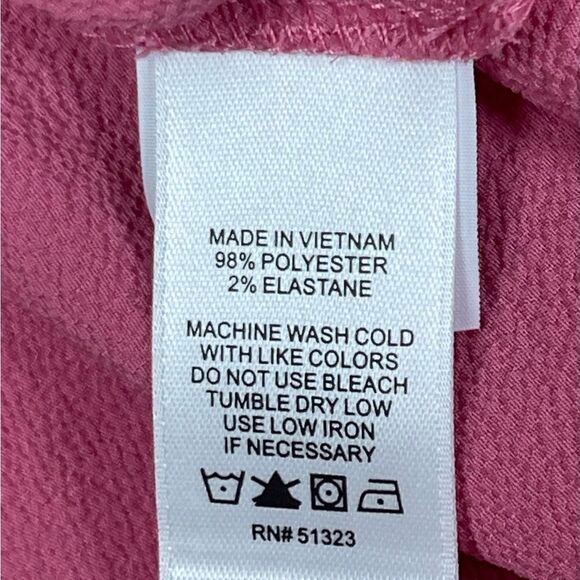 MADE IN VIETNAM
98% POLYESTER
2% ELASTANE
MACHINE WASH COLD
WITH LIKE COLORS
DO NOT USE BLEACH
TUMBLE DRY LOW
USE LOW IRON
IF NECESSARY
RN# 51323